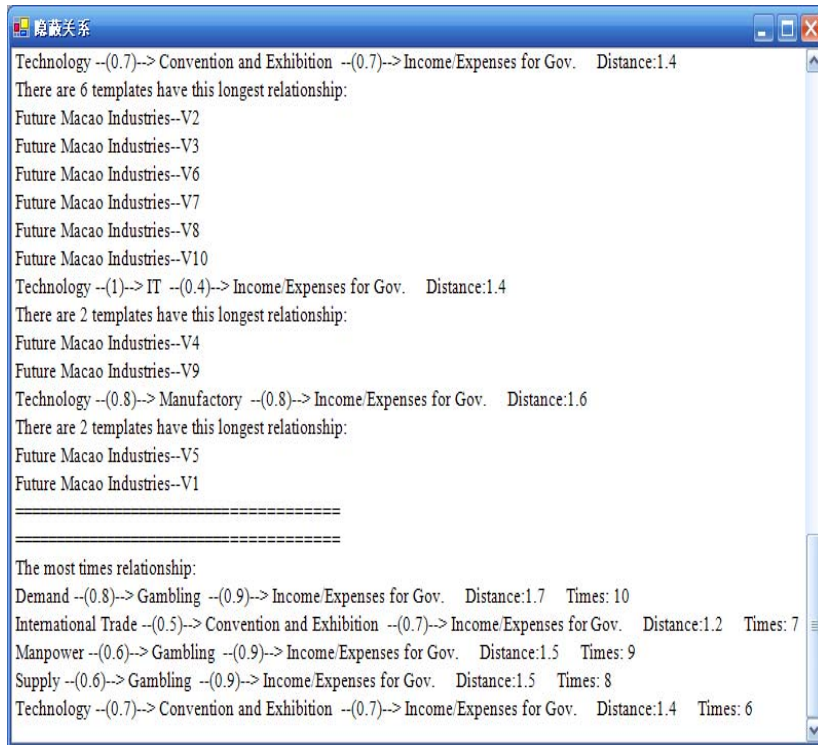 隐蔽关系
Technology --(0.7)--> Convention and Exhibition --(0.7)--> Income/Expenses for Gov. Distance:1.4
There are 6 templates have this longest relationship:
Future Macao Industries--V2
Future Macao Industries--V3
Future Macao Industries--V6
Future Macao Industries--V7
Future Macao Industries--V8
Future Macao Industries--V10
Technology --(1)--> IT --(0.4)--> Income/Expenses for Gov. Distance:1.4
There are 2 templates have this longest relationship:
Future Macao Industries--V4
Future Macao Industries--V9
Technology --(0.8)--> Manufactory --(0.8)--> Income/Expenses for Gov. Distance:1.6
There are 2 templates have this longest relationship:
Future Macao Industries--V5
Future Macao Industries--V1
=====================================
=====================================
The most times relationship:
Demand --(0.8)--> Gambling --(0.9)--> Income/Expenses for Gov. Distance:1.7 Times: 10
International Trade --(0.5)--> Convention and Exhibition --(0.7)--> Income/Expenses for Gov. Distance:1.2 Times: 7
Manpower --(0.6)--> Gambling --(0.9)--> Income/Expenses for Gov. Distance:1.5 Times: 9
Supply --(0.6)--> Gambling --(0.9)--> Income/Expenses for Gov. Distance:1.5 Times: 8
Technology --(0.7)--> Convention and Exhibition --(0.7)--> Income/Expenses for Gov. Distance:1.4 Times: 6